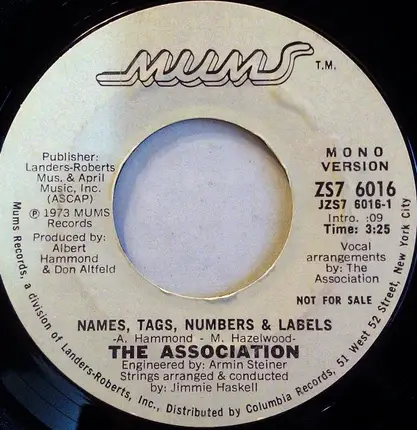 mums T.M.
MONO
VERSION
ZS7 6016
JZS7 6016-1
Intro. :09
Time: 3:25
Vocal
arrangements
by: The
Association
NOT FOR SALE
Publisher:
Landers-Roberts
Mus. & April
Music, Inc.
(ASCAP)
℗ 1973 MUMS
Records
Produced by:
Albert
Hammond
& Don Altfeld
NAMES, TAGS, NUMBERS & LABELS
-A. Hammond - M. Hazelwood-
THE ASSOCIATION
Engineered by: Armin Steiner
Strings arranged & conducted
by: Jimmie Haskell
Mums Records, a division of Landers-Roberts, Inc., Distributed by Columbia Records, 51 West 52 Street, New York City